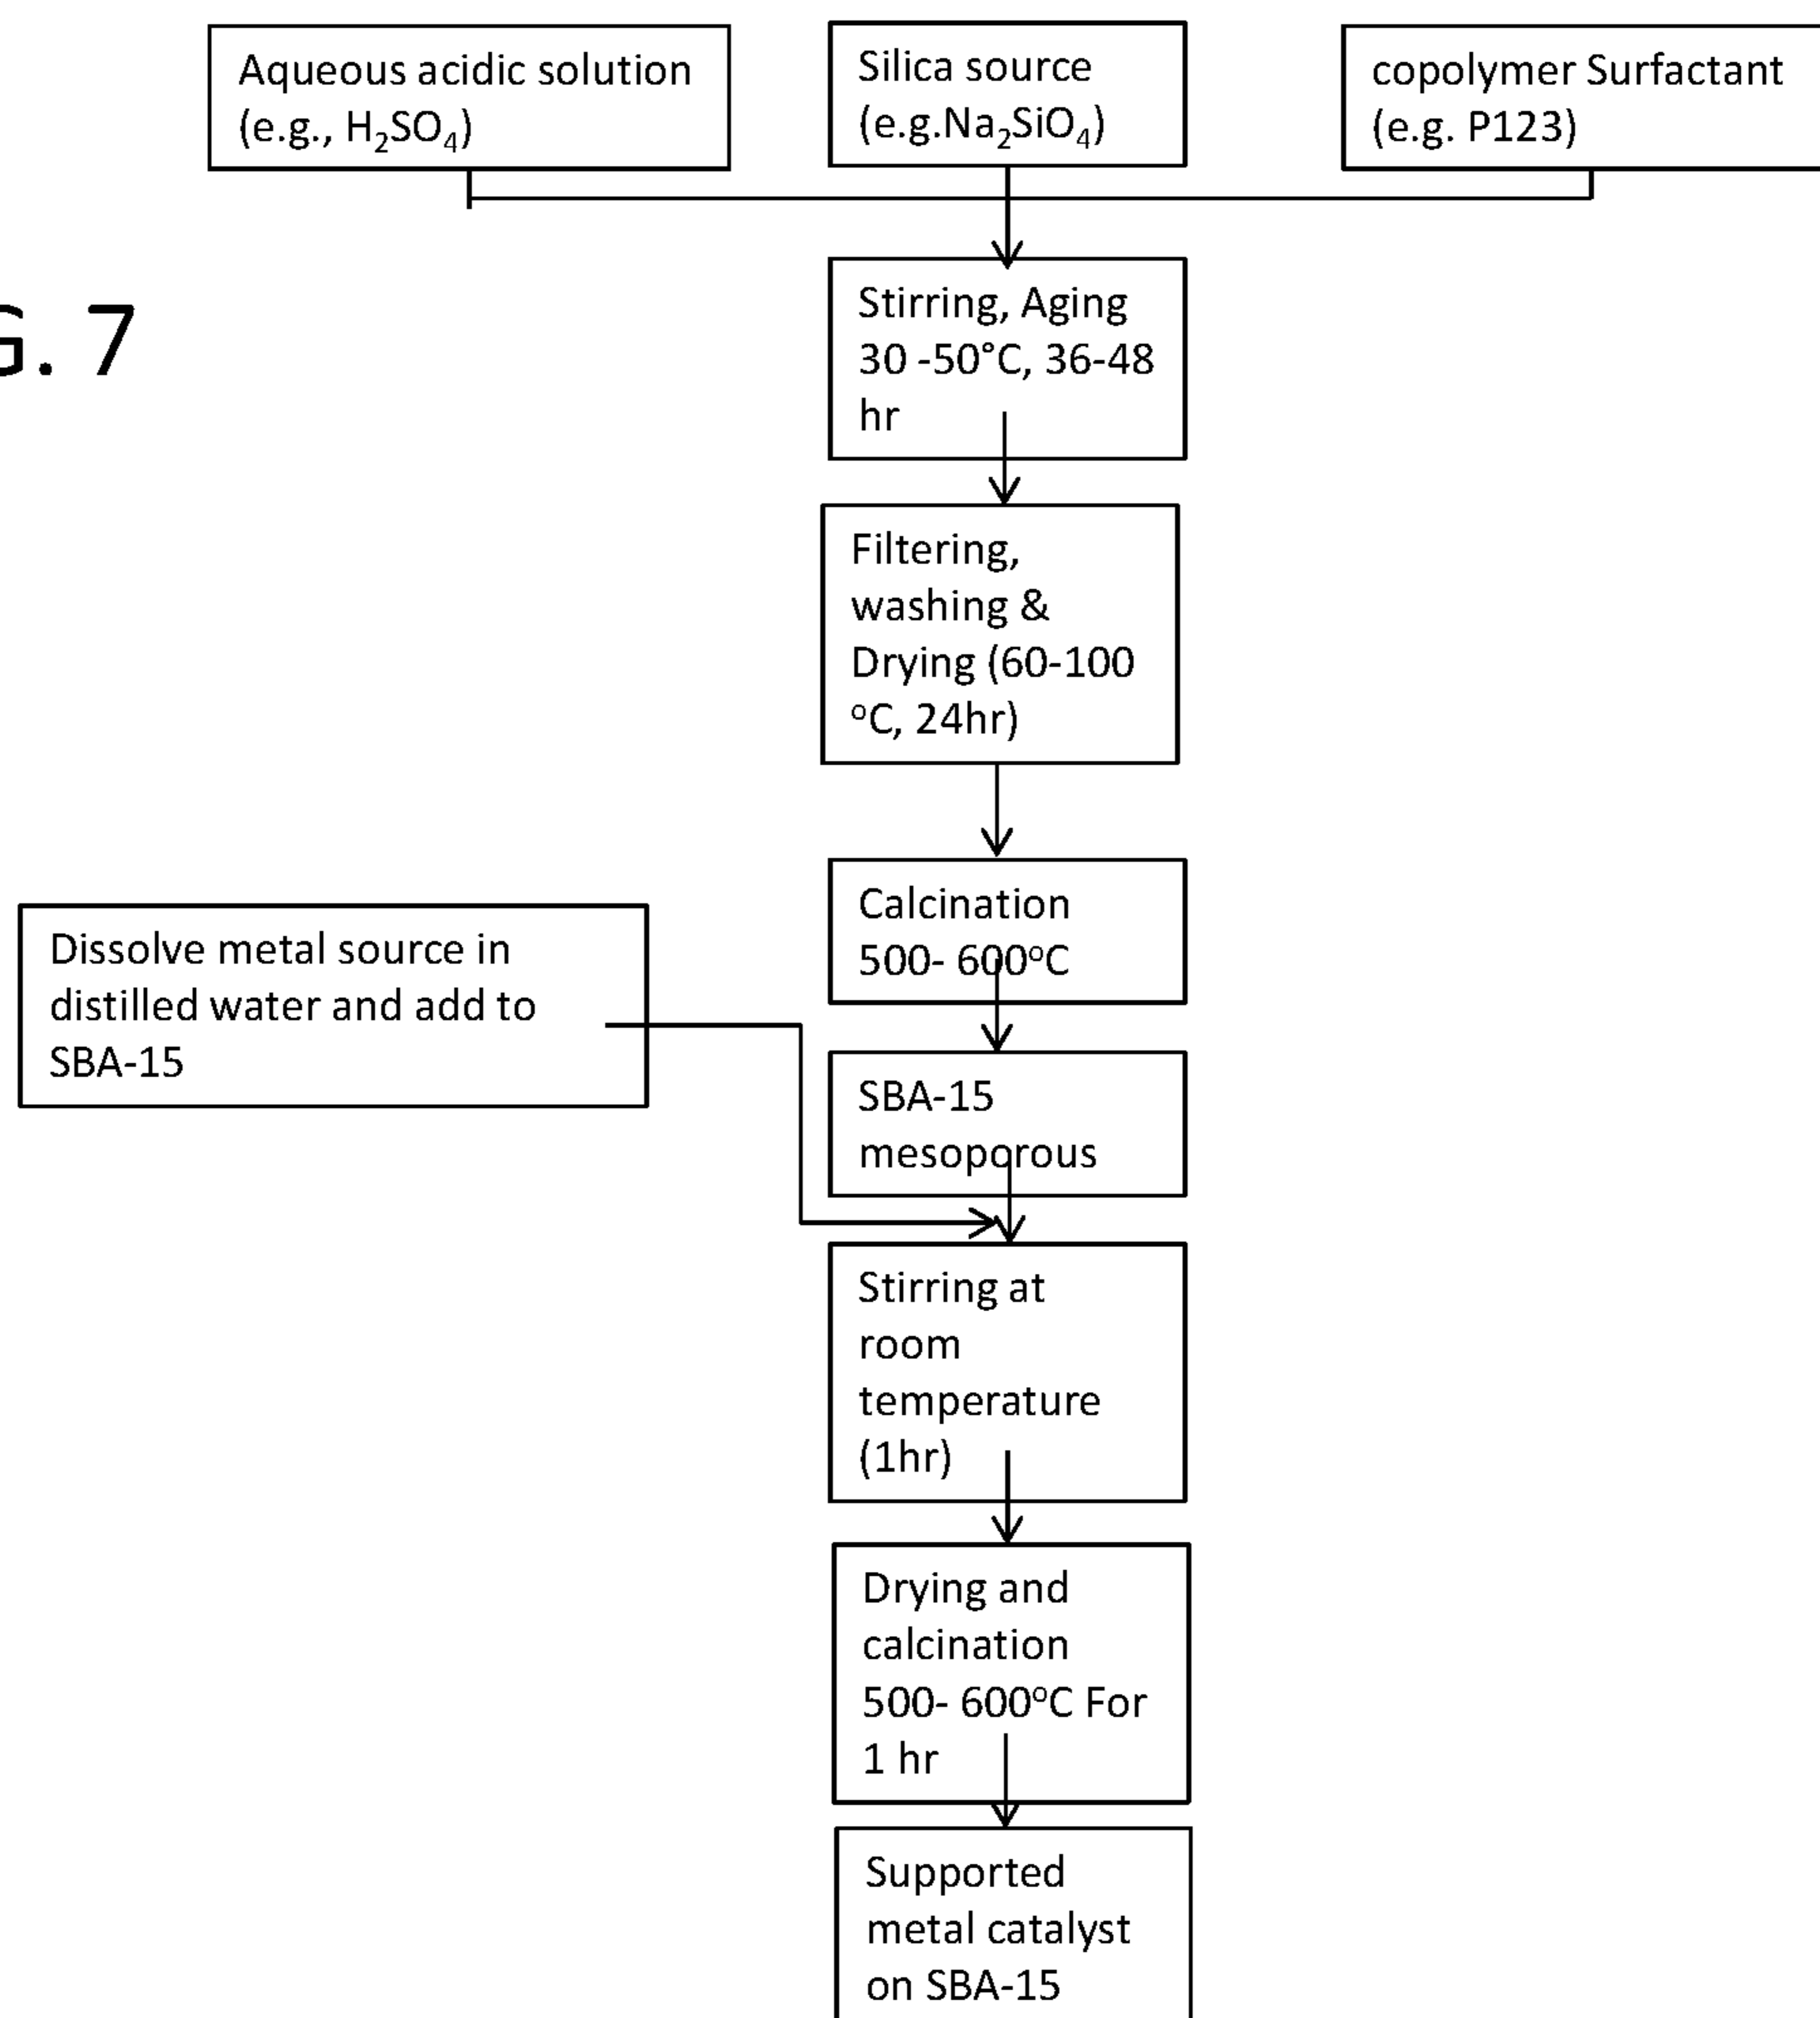 Aqueous acidic solution
(e.g., H₂SO₄)
Silica source
(e.g.Na₂SiO₄)
copolymer Surfactant
(e.g. P123)
G. 7
Stirring, Aging
30 -50°C, 36-48
hr
Filtering,
washing &
Drying (60-100
°C, 24hr)
Calcination
500- 600°C
Dissolve metal source in
distilled water and add to
SBA-15
SBA-15
mesoporous
Stirring at
room
temperature
(1hr)
Drying and
calcination
500- 600°C For
1 hr
Supported
metal catalyst
on SBA-15